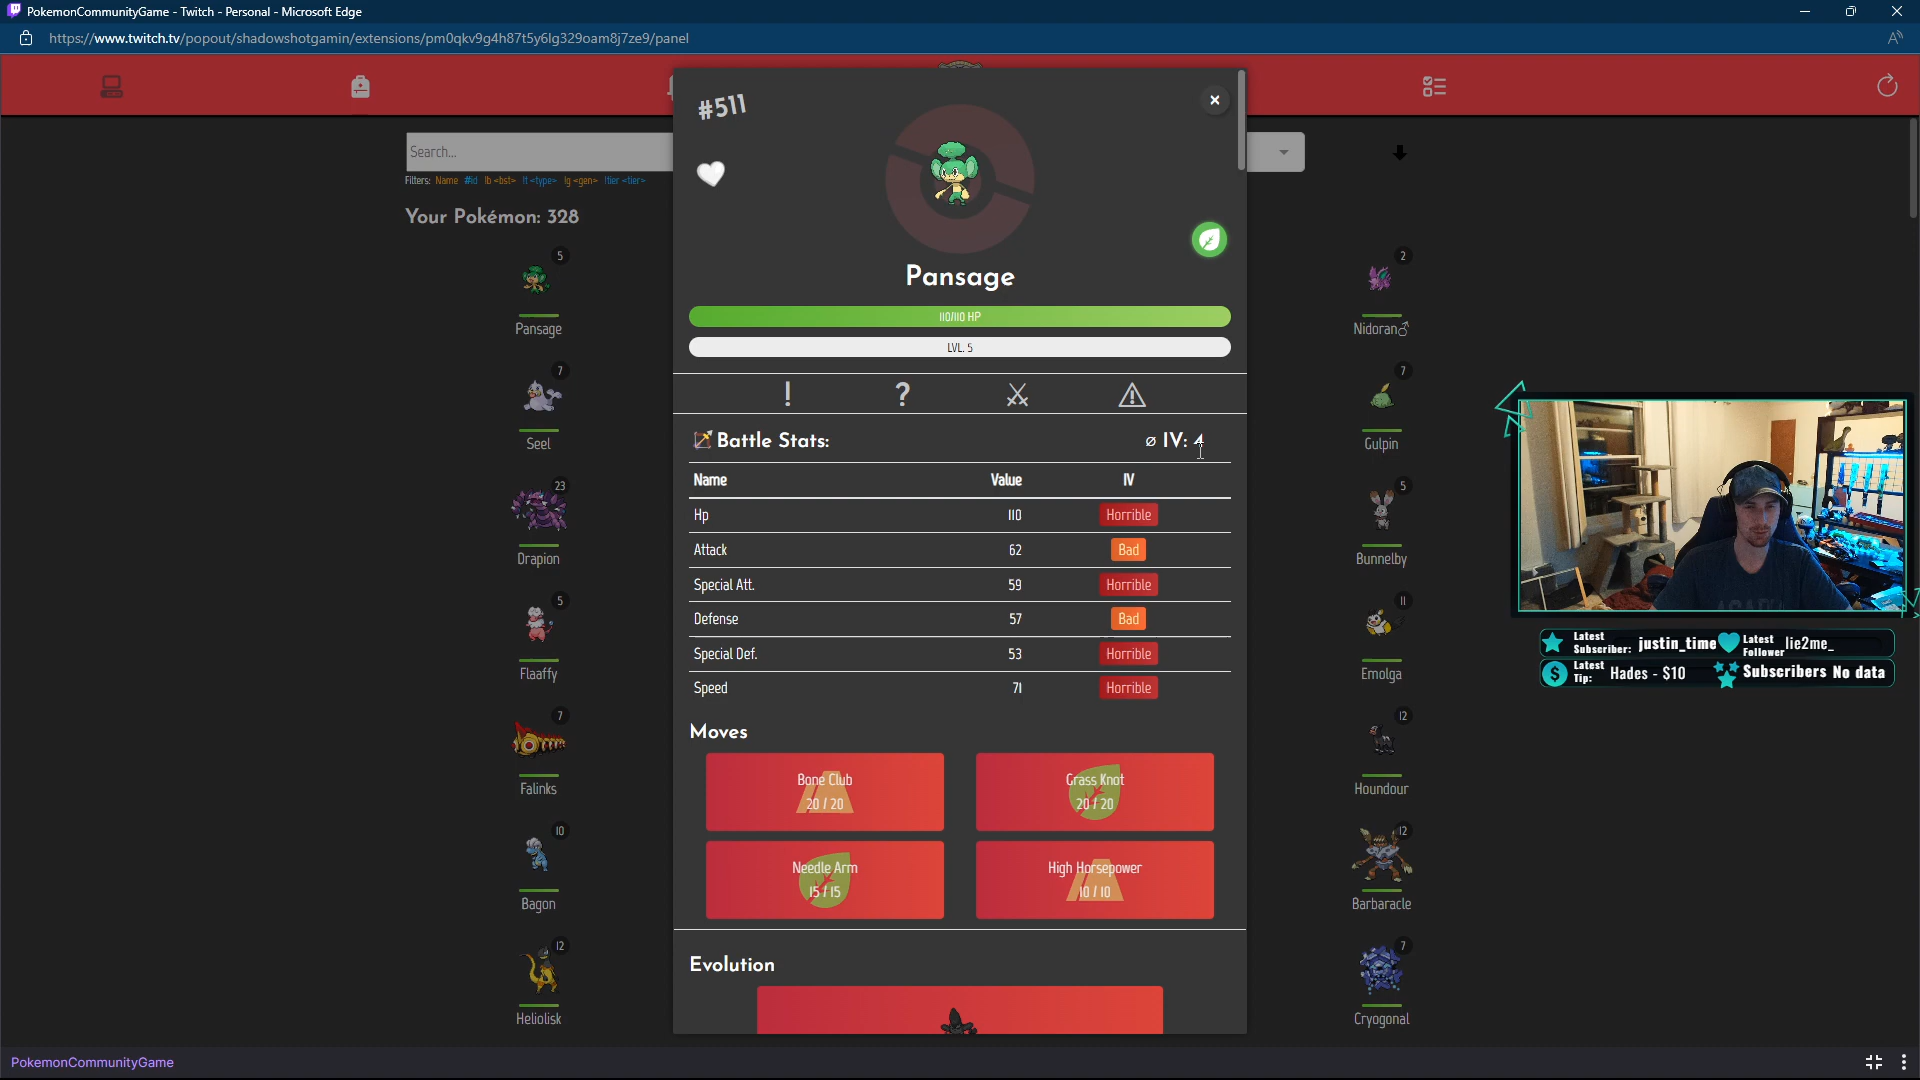 PokemonCommunityGame - Twitch - Personal - Microsoft Edge
https://www.twitch.tv/popout/shadowshotgamin/extensions/pm0qkv9g4h87t5y6lg329oam8j7ze9/panel
#511
Search...
Filters: Name #id !b <bst> !t <type> !g <gen> !tier <tier>
Your Pokémon: 328
Pansage
110/110 HP
LVL. 5
Battle Stats:
ø IV: 4
Name Value IV
Hp 110 Horrible
Attack 62 Bad
Special Att. 59 Horrible
Defense 57 Bad
Special Def. 53 Horrible
Speed 71 Horrible
Moves
Bone Club
20 / 20
Grass Knot
20 / 20
Needle Arm
15 / 15
High Horsepower
10 / 10
Evolution
5
Pansage
7
Seel
23
Drapion
5
Flaaffy
7
Falinks
10
Bagon
12
Heliolisk
2
Nidoran♂
7
Gulpin
5
Bunnelby
11
Emolga
12
Houndour
12
Barbaracle
7
Cryogonal
Latest Subscriber: justin_time
Latest Follower lie2me_
Latest Tip: Hades - $10
Subscribers No data
PokemonCommunityGame